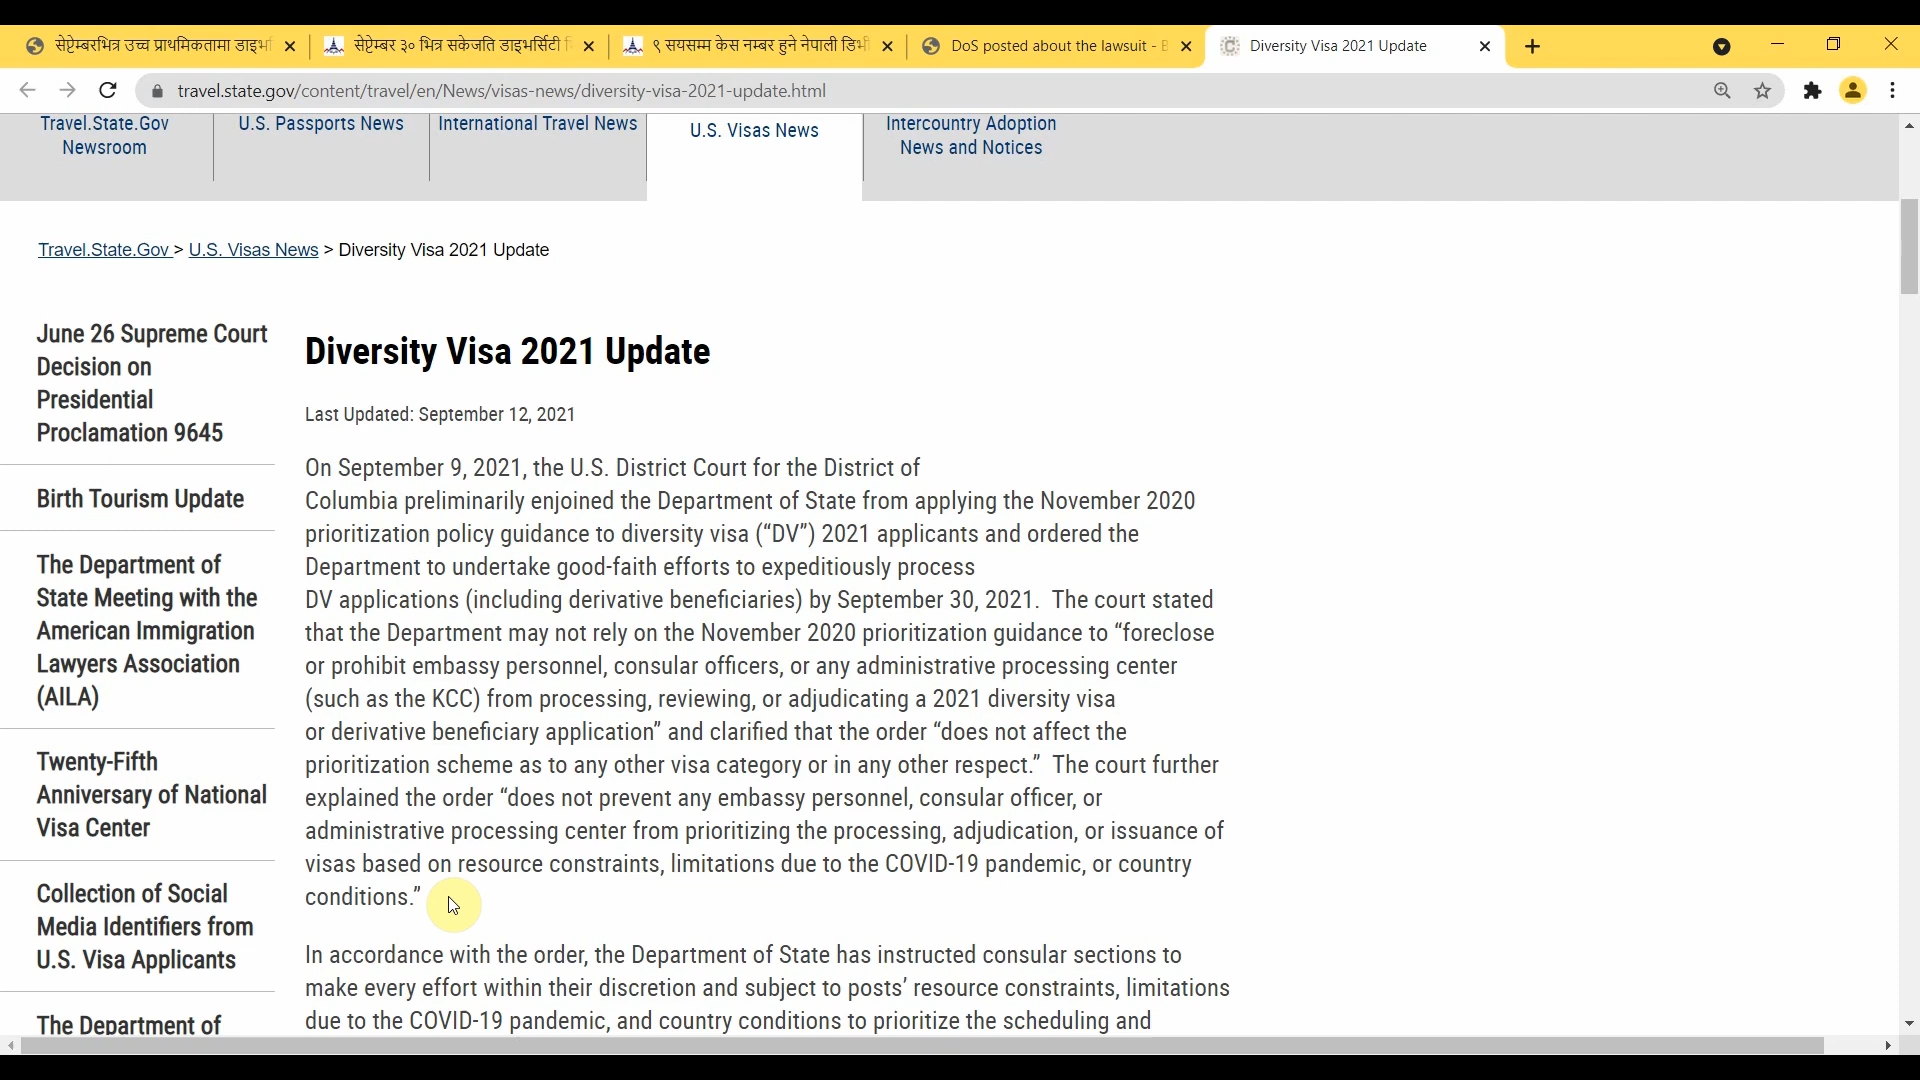 सेप्टेम्बरभित्र उच्च प्राथमिकतामा डाइभ
सेप्टेम्बर ३० भित्र सकेजति डाइभर्सिटी
९ सयसम्म केस नम्बर हुने नेपाली डिभी
DoS posted about the lawsuit - B
Diversity Visa 2021 Update
travel.state.gov/content/travel/en/News/visas-news/diversity-visa-2021-update.html
Travel.State.Gov
Newsroom
U.S. Passports News
International Travel News
U.S. Visas News
Intercountry Adoption
News and Notices
Travel.State.Gov > U.S. Visas News > Diversity Visa 2021 Update
June 26 Supreme Court
Decision on
Presidential
Proclamation 9645
Birth Tourism Update
The Department of
State Meeting with the
American Immigration
Lawyers Association
(AILA)
Twenty-Fifth
Anniversary of National
Visa Center
Collection of Social
Media Identifiers from
U.S. Visa Applicants
The Department of
Diversity Visa 2021 Update
Last Updated: September 12, 2021
On September 9, 2021, the U.S. District Court for the District of
Columbia preliminarily enjoined the Department of State from applying the November 2020
prioritization policy guidance to diversity visa (“DV”) 2021 applicants and ordered the
Department to undertake good-faith efforts to expeditiously process
DV applications (including derivative beneficiaries) by September 30, 2021.  The court stated
that the Department may not rely on the November 2020 prioritization guidance to “foreclose
or prohibit embassy personnel, consular officers, or any administrative processing center
(such as the KCC) from processing, reviewing, or adjudicating a 2021 diversity visa
or derivative beneficiary application” and clarified that the order “does not affect the
prioritization scheme as to any other visa category or in any other respect.”  The court further
explained the order “does not prevent any embassy personnel, consular officer, or
administrative processing center from prioritizing the processing, adjudication, or issuance of
visas based on resource constraints, limitations due to the COVID-19 pandemic, or country
conditions.”
In accordance with the order, the Department of State has instructed consular sections to
make every effort within their discretion and subject to posts’ resource constraints, limitations
due to the COVID-19 pandemic, and country conditions to prioritize the scheduling and